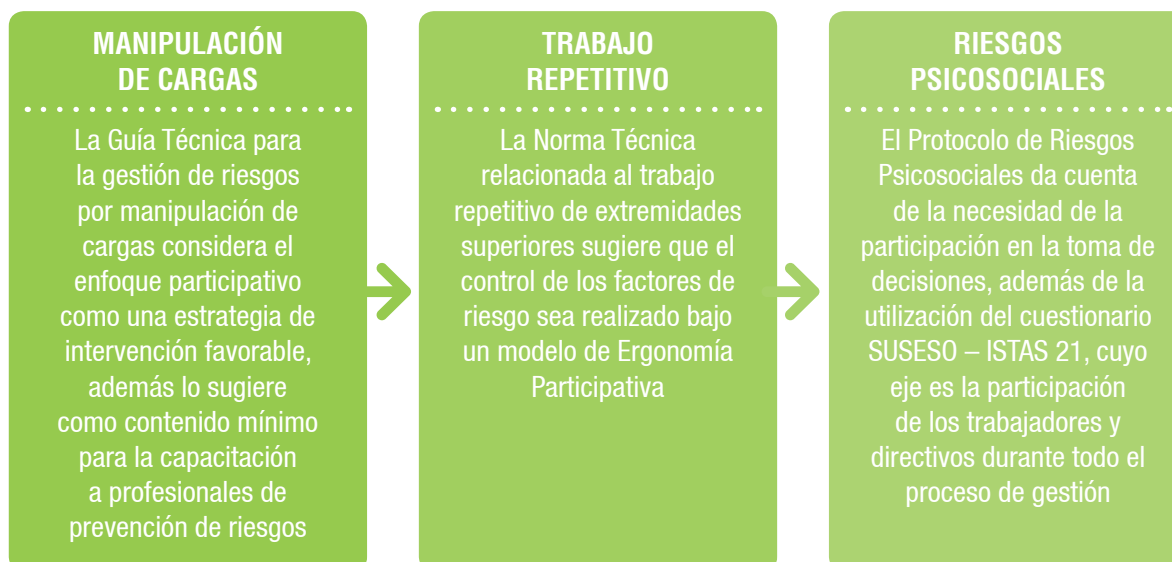 MANIPULACIÓN
DE CARGAS
La Guía Técnica para
la gestión de riesgos
por manipulación de
cargas considera el
enfoque participativo
como una estrategia de
intervención favorable,
además lo sugiere
como contenido mínimo
para la capacitación
a profesionales de
prevención de riesgos
TRABAJO
REPETITIVO
La Norma Técnica
relacionada al trabajo
repetitivo de extremidades
superiores sugiere que el
control de los factores de
riesgo sea realizado bajo
un modelo de Ergonomía
Participativa
RIESGOS
PSICOSOCIALES
El Protocolo de Riesgos
Psicosociales da cuenta
de la necesidad de la
participación en la toma de
decisiones, además de la
utilización del cuestionario
SUSESO – ISTAS 21, cuyo
eje es la participación
de los trabajadores y
directivos durante todo el
proceso de gestión